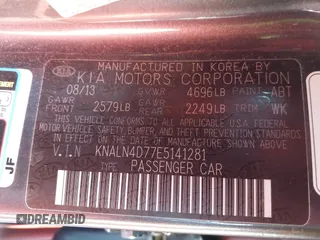 MANUFACTURED IN KOREA BY
KIA KIA MOTORS CORPORATION
08/13 GVWR 4696LB PAINT ABT
GAWR FRONT 2579LB GAWR REAR 2249LB TRIM WK
THIS VEHICLE CONFORMS TO ALL APPLICABLE U.S. FEDERAL
MOTOR VEHICLE SAFETY, BUMPER,
AND THEFT PREVENTION STANDARDS IN EFFECT ON
THE DATE OF MANUFACTURE SHOWN ABOVE.
V.I.N KNALN4D77E5141281
TYPE: PASSENGER CAR
JF
DREAMBID